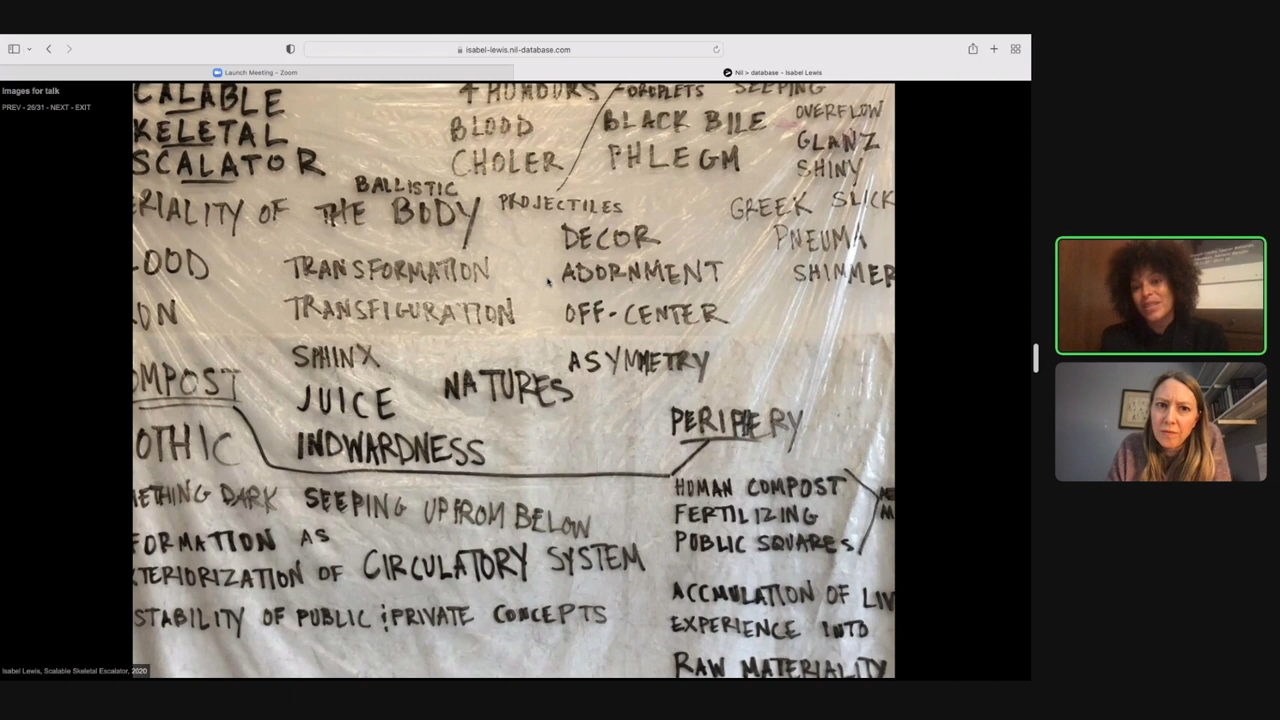 isabel-lewis.nil-database.com
Launch Meeting - Zoom
Nil > database - Isabel Lewis
Images for talk
PREV - 26/31 - NEXT - EXIT
CALABLE
KELETAL
SCALATOR
4 HUMOURS
BLOOD
CHOLER
DROPLETS
BLACK BILE
PHLEGM
SEEPING
OVERFLOW
GLANZ
SHINY
GREEK SLICK
PNEUMA
SHIMMER
BALLISTIC
ERIALITY OF THE BODY
PROJECTILES
DECOR
ADORNMENT
OFF-CENTER
ASYMMETRY
LOOD
TRANSFORMATION
ON
TRANSFIGURATION
SPHINX
OMPOST
JUICE
NATURES
OTHIC
INDWARDNESS
PERIPHERY
METHING DARK SEEPING UP FROM BELOW
FORMATION AS
TERIORIZATION OF CIRCULATORY SYSTEM
STABILITY OF PUBLIC & PRIVATE CONCEPTS
HUMAN COMPOST
FERTILIZING
PUBLIC SQUARES
ACCMULATION OF LIV
EXPERIENCE INTO
RAW MATERIALITY
Isabel Lewis, Scalable Skeletal Escalator, 2020